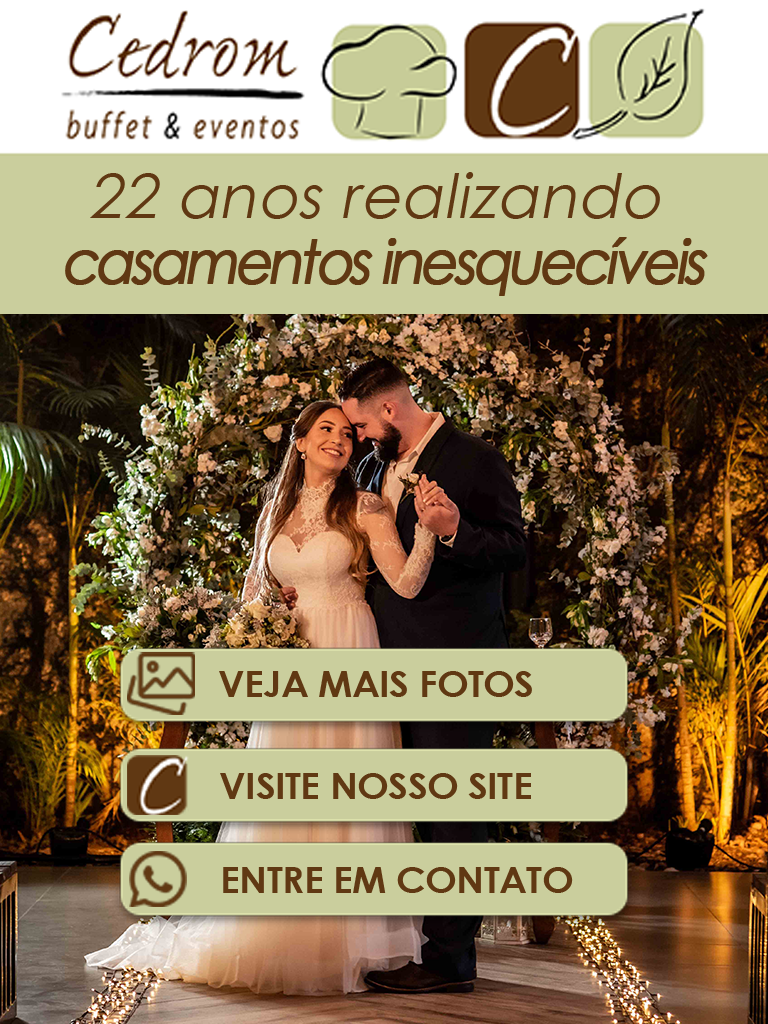 Cedrom
buffet & eventos
C
22 anos realizando
casamentos inesquecíveis
VEJA MAIS FOTOS
C
VISITE NOSSO SITE
ENTRE EM CONTATO